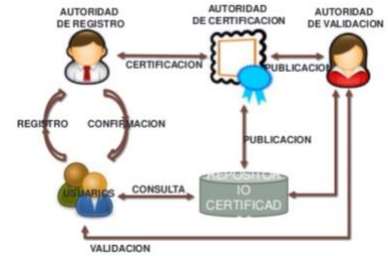 AUTORIDAD
DE REGISTRO
AUTORIDAD
DE CERTIFICACION
AUTORIDAD
DE VALIDACION
CERTIFICACION
PUBLICACION
REGISTRO
CONFIRMACION
PUBLICACION
USUARIOS
CONSULTA
REPOSITOR
IO
CERTIFICAD
VALIDACION